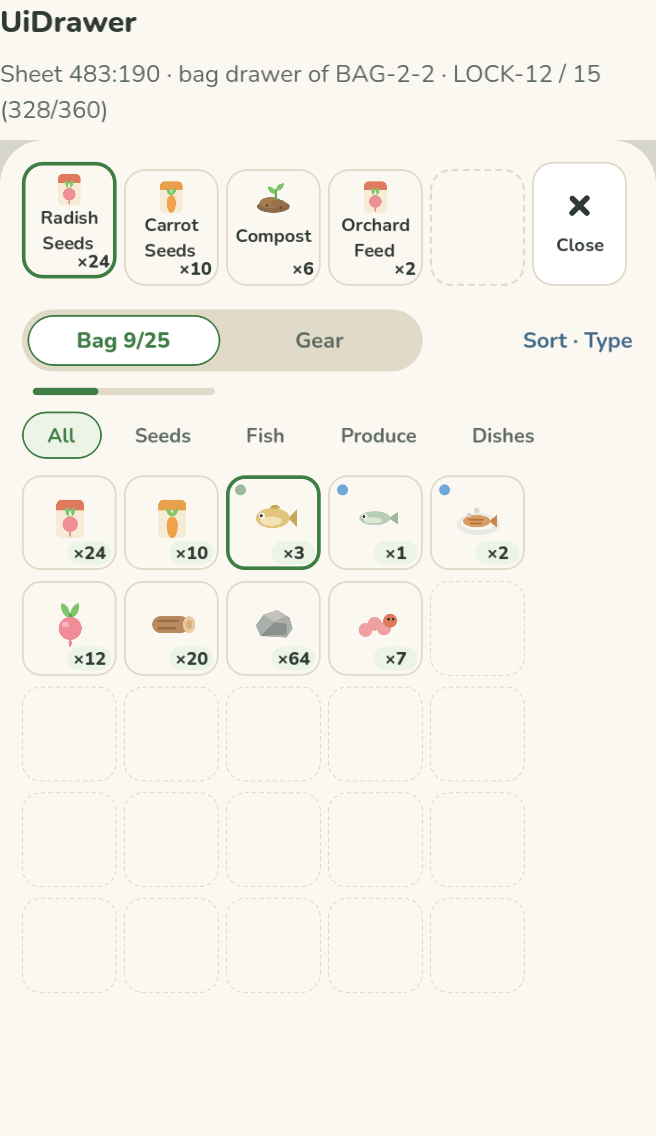 UiDrawer
Sheet 483:190 · bag drawer of BAG-2-2 · LOCK-12 / 15
(328/360)
Radish
Seeds
×24
Carrot
Seeds
×10
Compost
×6
Orchard
Feed
×2
Close
Bag 9/25
Gear
Sort · Type
All
Seeds
Fish
Produce
Dishes
×24
×10
×3
×1
×2
×12
×20
×64
×7